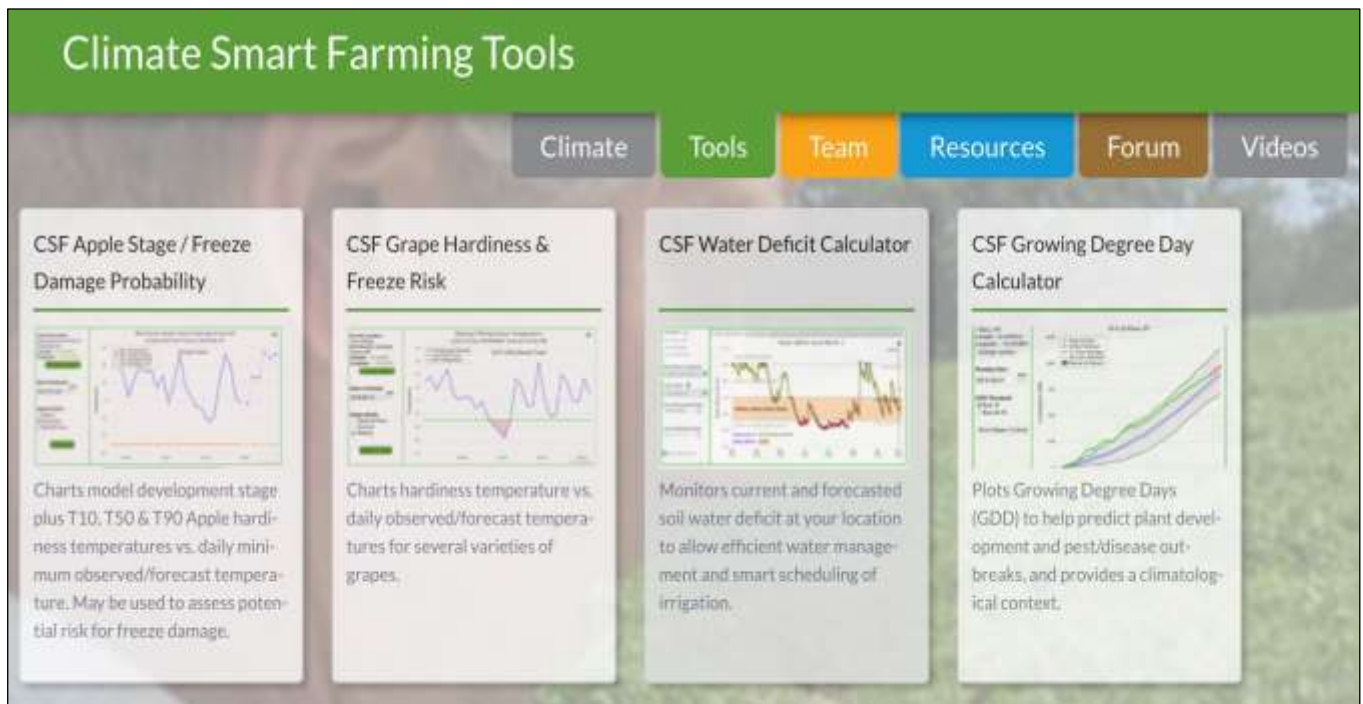 Climate Smart Farming Tools
Climate
Tools
Team
Resources
Forum
Videos
CSF Apple Stage / Freeze
Damage Probability
Charts model development stage
plus T10, T50 & T90 Apple hardi-
ness temperatures vs. daily mini-
mum observed/forecast tempera-
ture. May be used to assess poten-
tial risk for freeze damage.
CSF Grape Hardiness &
Freeze Risk
Charts hardiness temperature vs.
daily observed/forecast tempera-
tures for several varieties of
grapes.
CSF Water Deficit Calculator
Monitors current and forecasted
soil water deficit at your location
to allow efficient water manage-
ment and smart scheduling of
irrigation.
CSF Growing Degree Day
Calculator
Plots Growing Degree Days
(GDD) to help predict plant devel-
opment and pest/disease out-
breaks, and provides a climatolog-
ical context.